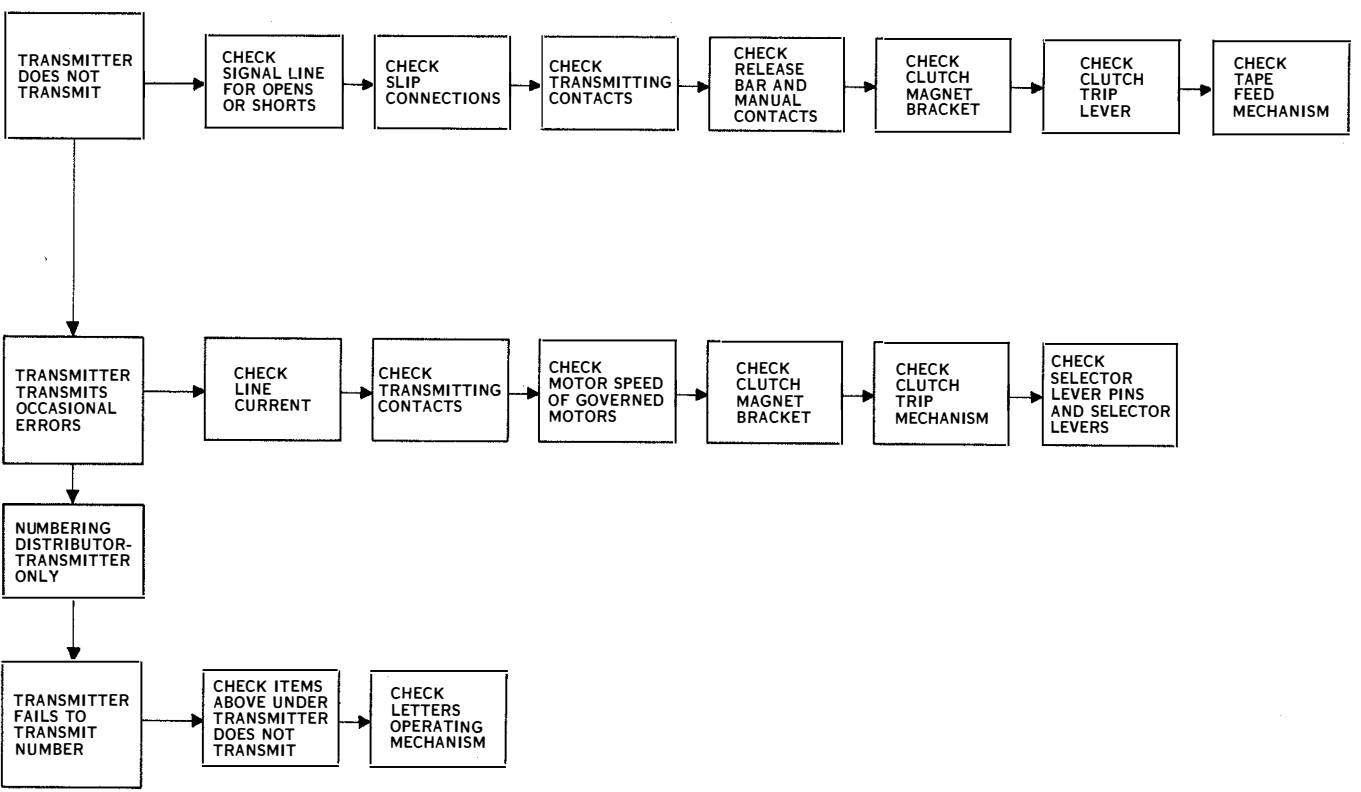 TRANSMITTER
DOES NOT
TRANSMIT
CHECK
SIGNAL LINE
FOR OPENS
OR SHORTS
CHECK
SLIP
CONNECTIONS
CHECK
TRANSMITTING
CONTACTS
CHECK
RELEASE
BAR AND
MANUAL
CONTACTS
CHECK
CLUTCH
MAGNET
BRACKET
CHECK
CLUTCH
TRIP
LEVER
CHECK
TAPE
FEED
MECHANISM
TRANSMITTER
TRANSMITS
OCCASIONAL
ERRORS
CHECK
LINE
CURRENT
CHECK
TRANSMITTING
CONTACTS
CHECK
MOTOR SPEED
OF GOVERNED
MOTORS
CHECK
CLUTCH
MAGNET
BRACKET
CHECK
CLUTCH
TRIP
MECHANISM
CHECK
SELECTOR
LEVER PINS
AND SELECTOR
LEVERS
NUMBERING
DISTRIBUTOR-
TRANSMITTER
ONLY
TRANSMITTER
FAILS TO
TRANSMIT
NUMBER
CHECK ITEMS
ABOVE UNDER
TRANSMITTER
DOES NOT
TRANSMIT
CHECK
LETTERS
OPERATING
MECHANISM